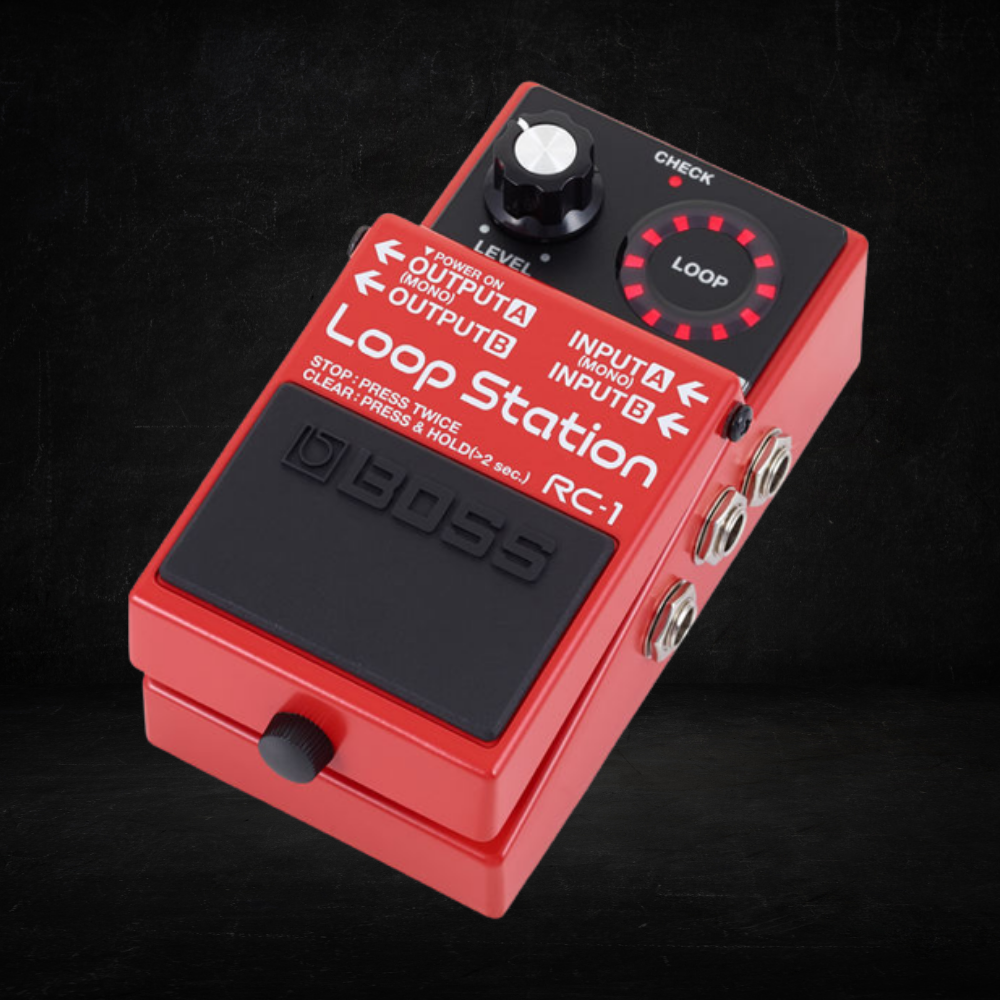 CHECK
LOOP
LEVEL
▼POWER ON
OUTPUT A
(MONO)
OUTPUT B
INPUT A
(MONO)
INPUT B
Loop Station
STOP : PRESS TWICE
CLEAR : PRESS & HOLD(>2 sec.)
RC-1
BOSS